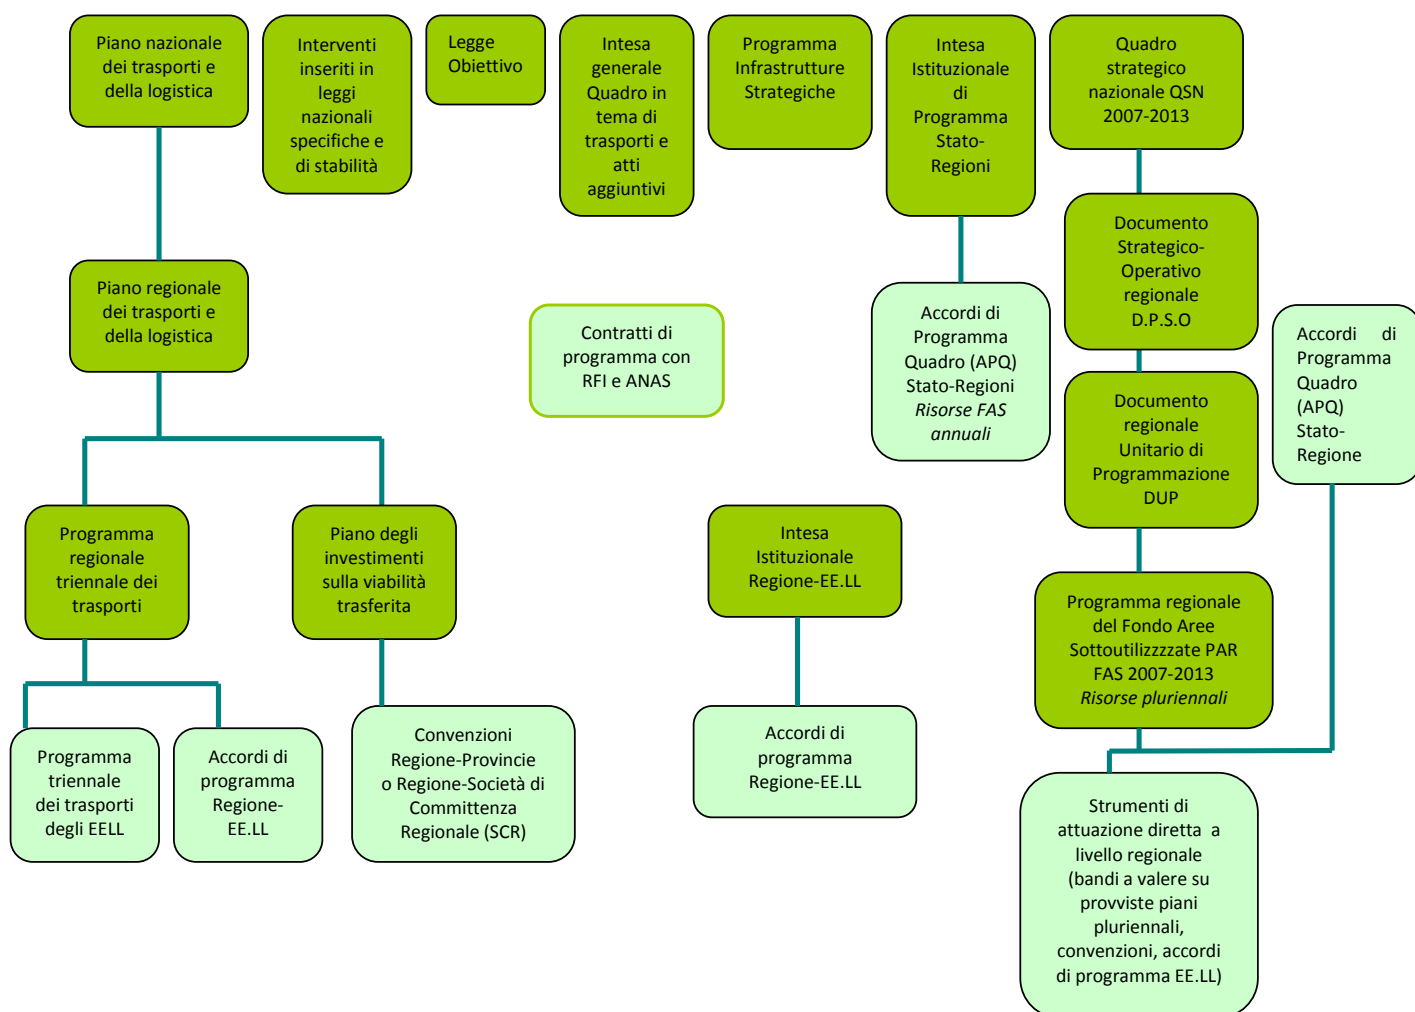 Piano nazionale
dei trasporti e
della logistica
Interventi
inseriti in
leggi
nazionali
specifiche e
di stabilità
Legge
Obiettivo
Intesa
generale
Quadro in
tema di
trasporti e
atti
aggiuntivi
Programma
Infrastrutture
Strategiche
Intesa
Istituzionale
di
Programma
Stato-
Regioni
Quadro
strategico
nazionale QSN
2007-2013
Documento
Strategico-
Operativo
regionale
D.P.S.O
Piano regionale
dei trasporti e
della logistica
Contratti di
programma con
RFI e ANAS
Accordi di
Programma
Quadro (APQ)
Stato-Regioni
Risorse FAS
annuali
Accordi di
Programma
Quadro
(APQ)
Stato-
Regione
Documento
regionale
Unitario di
Programmazione
DUP
Programma
regionale
triennale dei
trasporti
Piano degli
investimenti
sulla viabilità
trasferita
Intesa
Istituzionale
Regione-EE.LL
Programma regionale
del Fondo Aree
Sottoutilizzzzate PAR
FAS 2007-2013
Risorse pluriennali
Programma
triennale
dei trasporti
degli EELL
Accordi di
programma
Regione-
EE.LL
Convenzioni
Regione-Provincie
o Regione-Società di
Committenza
Regionale (SCR)
Accordi di
programma
Regione-EE.LL
Strumenti di
attuazione diretta a
livello regionale
(bandi a valere su
provviste piani
pluriennali,
convenzioni, accordi
di programma EE.LL)